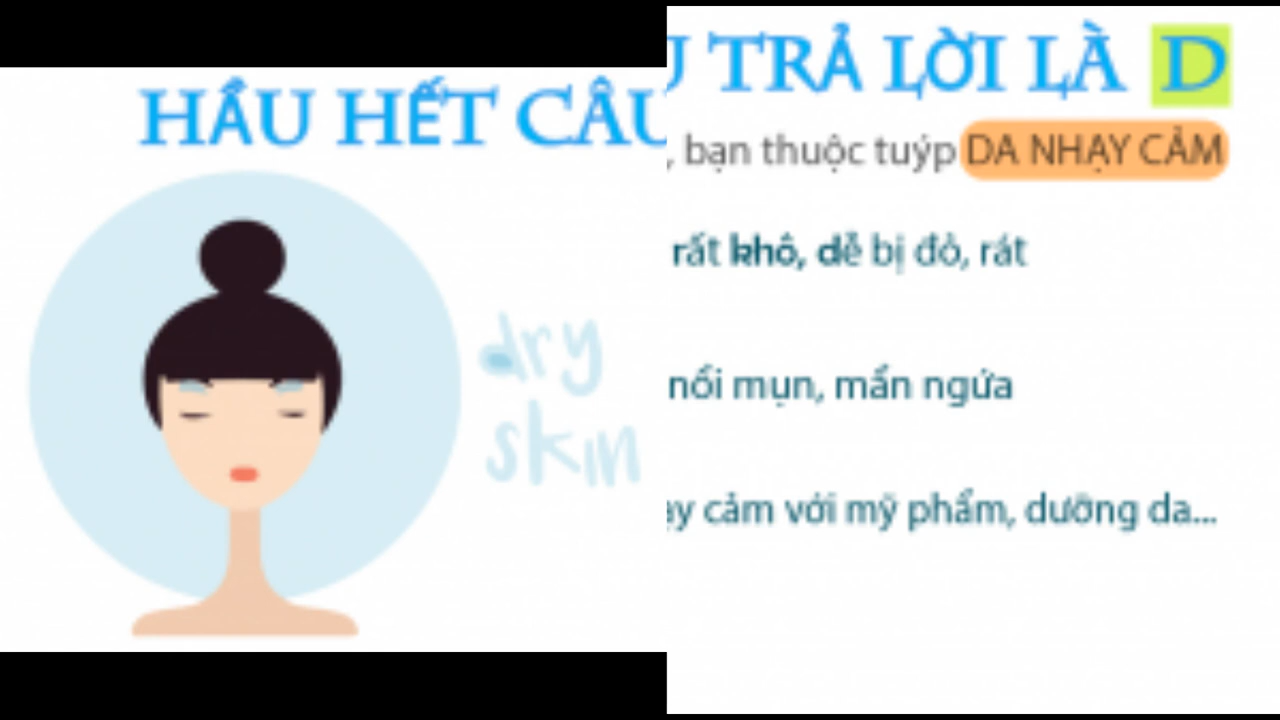 HẦU HẾT CÂU TRẢ LỜI LÀ D
, bạn thuộc tuýp DA NHẠY CẢM
dry
skin
rất khô, dễ bị đỏ, rát
nổi mụn, mẩn ngứa
cảm với mỹ phẩm, dưỡng da...